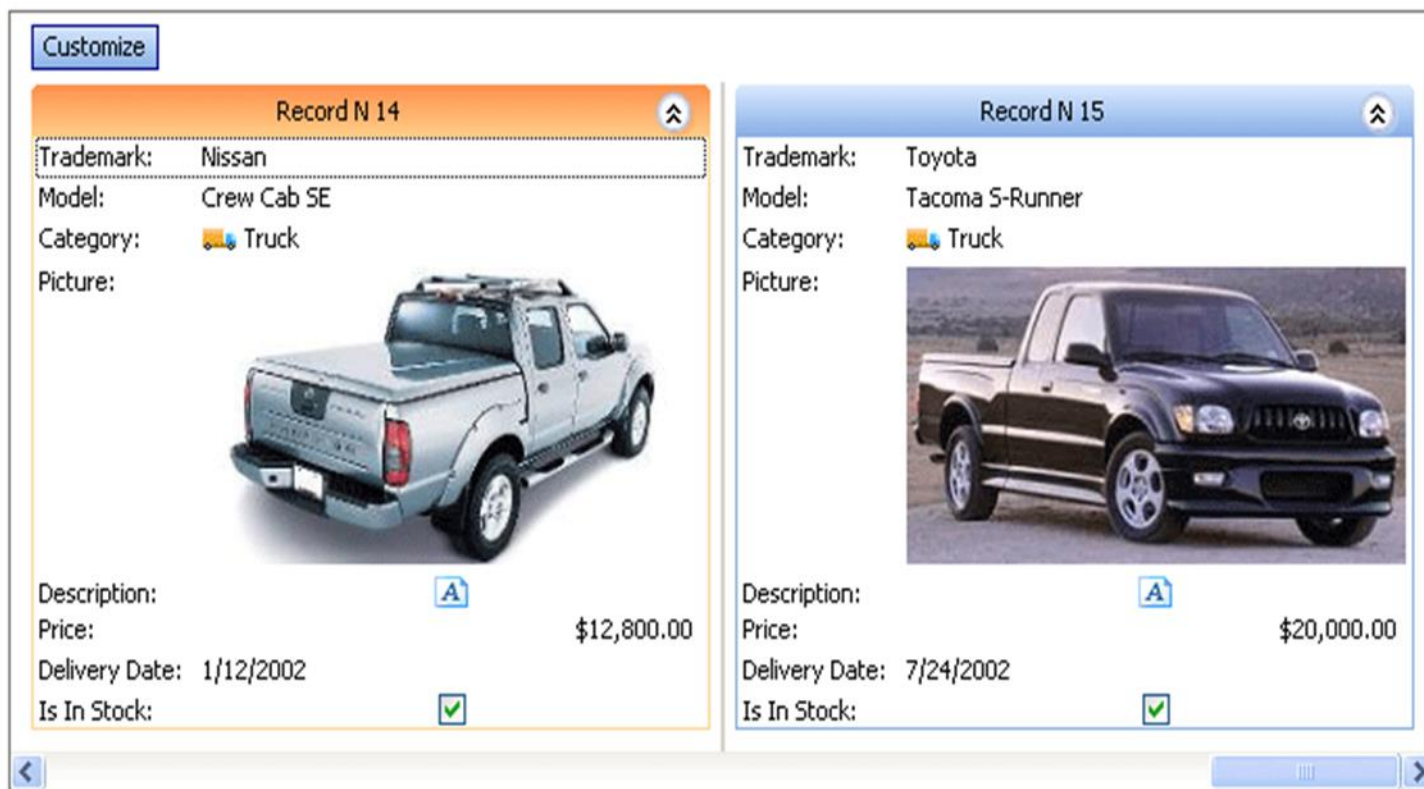 Customize
Record N 14
Trademark: Nissan
Model: Crew Cab SE
Category: Truck
Picture:
Description: A
Price: $12,800.00
Delivery Date: 1/12/2002
Is In Stock:
Record N 15
Trademark: Toyota
Model: Tacoma S-Runner
Category: Truck
Picture:
Description: A
Price: $20,000.00
Delivery Date: 7/24/2002
Is In Stock: